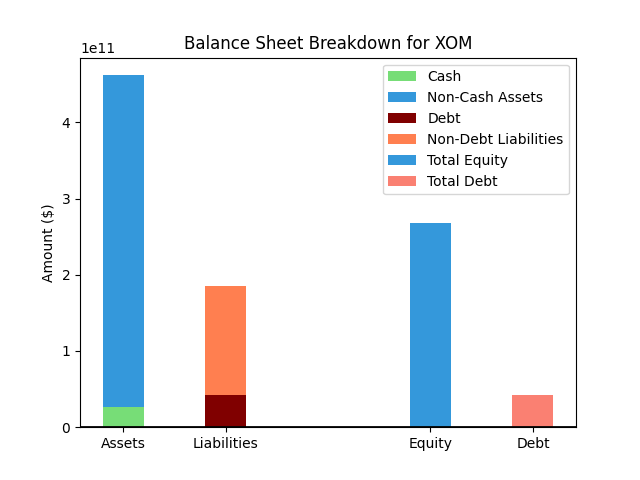 Balance Sheet Breakdown for XOM
1e11
Cash
Non-Cash Assets
Debt
Non-Debt Liabilities
Total Equity
Total Debt
Amount ($)
4
3
2
1
0
Assets Liabilities Equity Debt